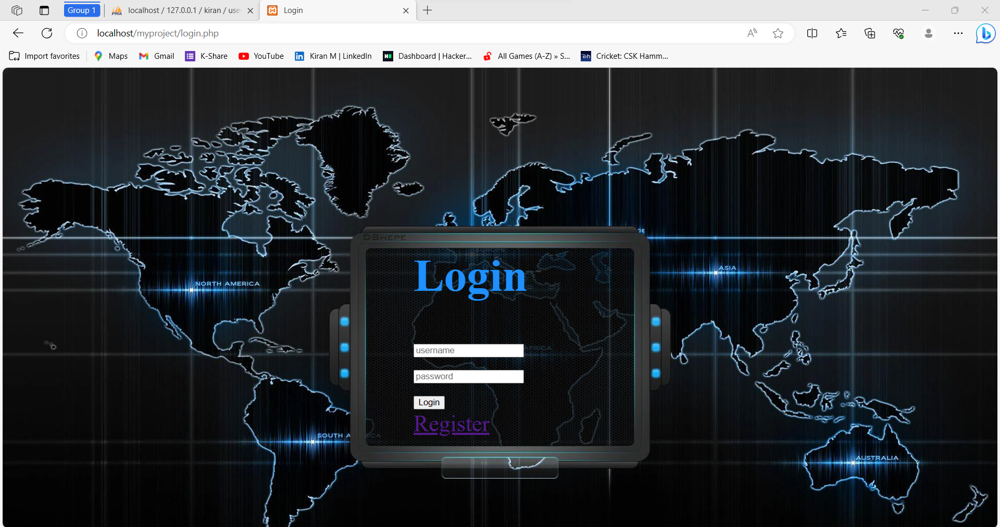 Group 1
localhost / 127.0.0.1 / kiran / use
Login
localhost/myproject/login.php
Import favorites
Maps
Gmail
K-Share
YouTube
Kiran M | LinkedIn
Dashboard | Hacker...
All Games (A-Z) » S...
Cricket: CSK Hamm...
DSHEPE
EUROPE
ASIA
NORTH AMERICA
Login
AFRICA
username
password
Login
Register
SOUTH A CA
AUSTRALIA